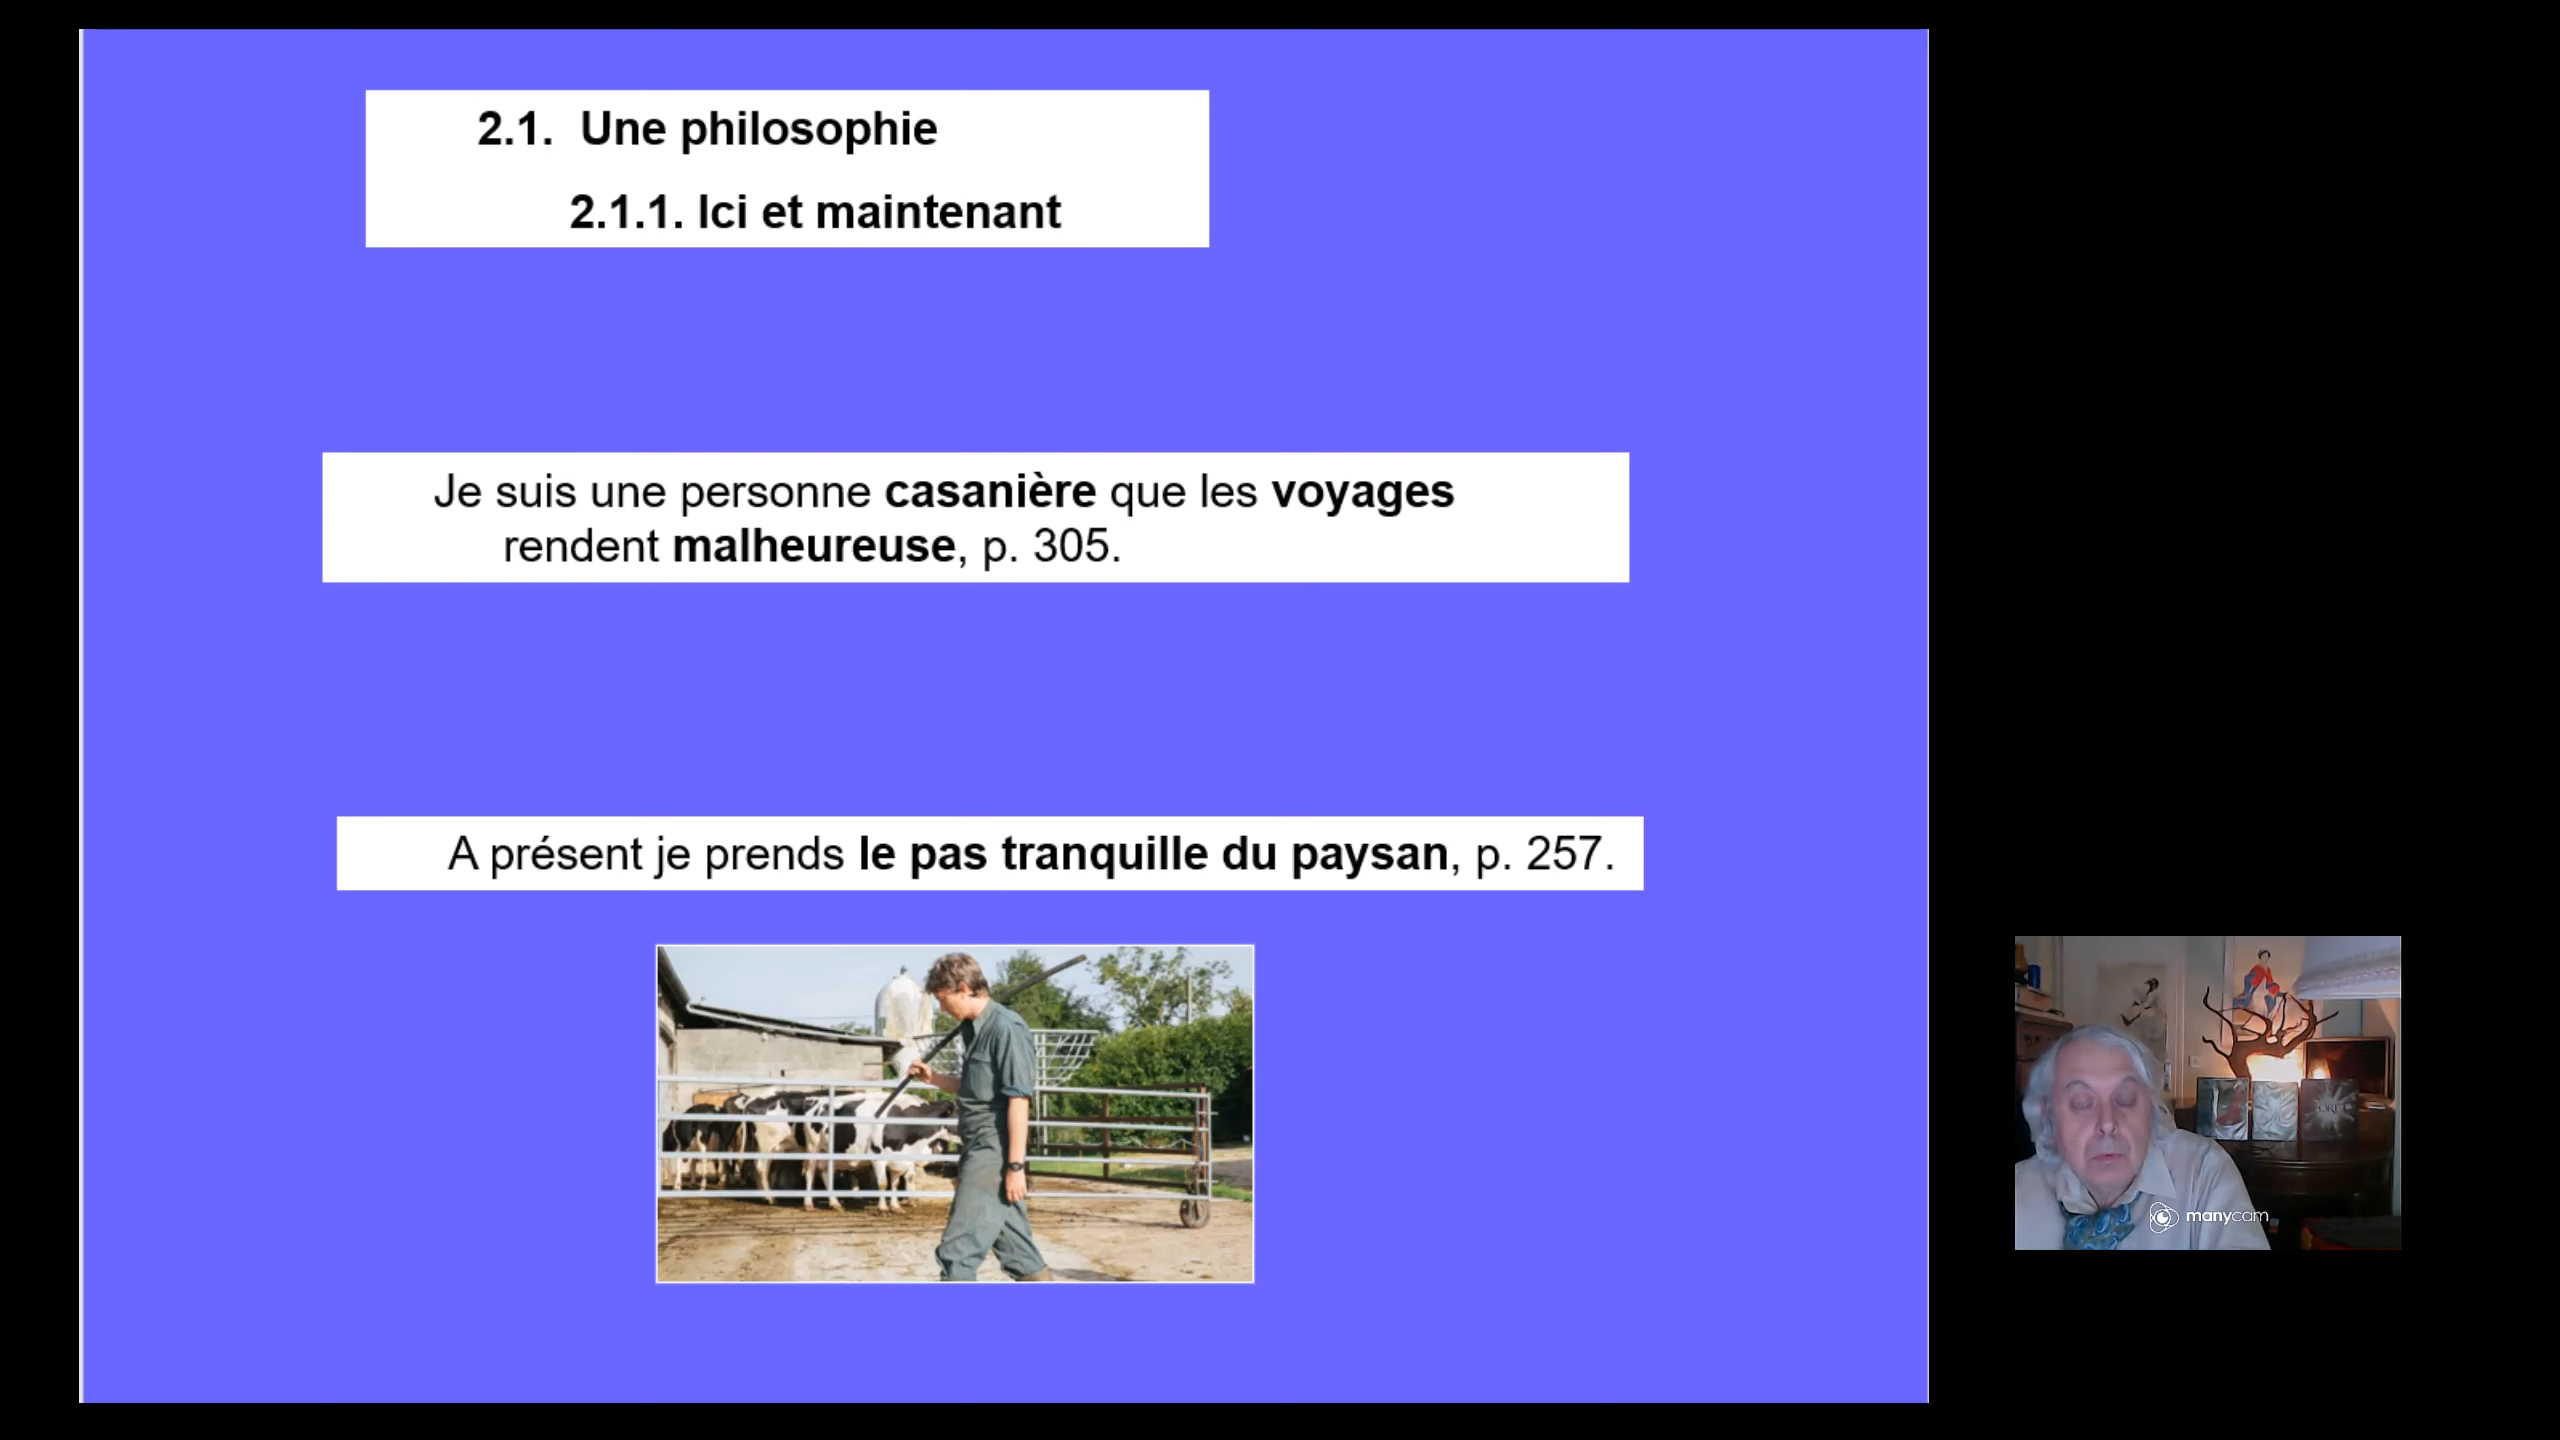 2.1. Une philosophie
2.1.1. Ici et maintenant
Je suis une personne casanière que les voyages
rendent malheureuse, p. 305.
A présent je prends le pas tranquille du paysan, p. 257.
manycam